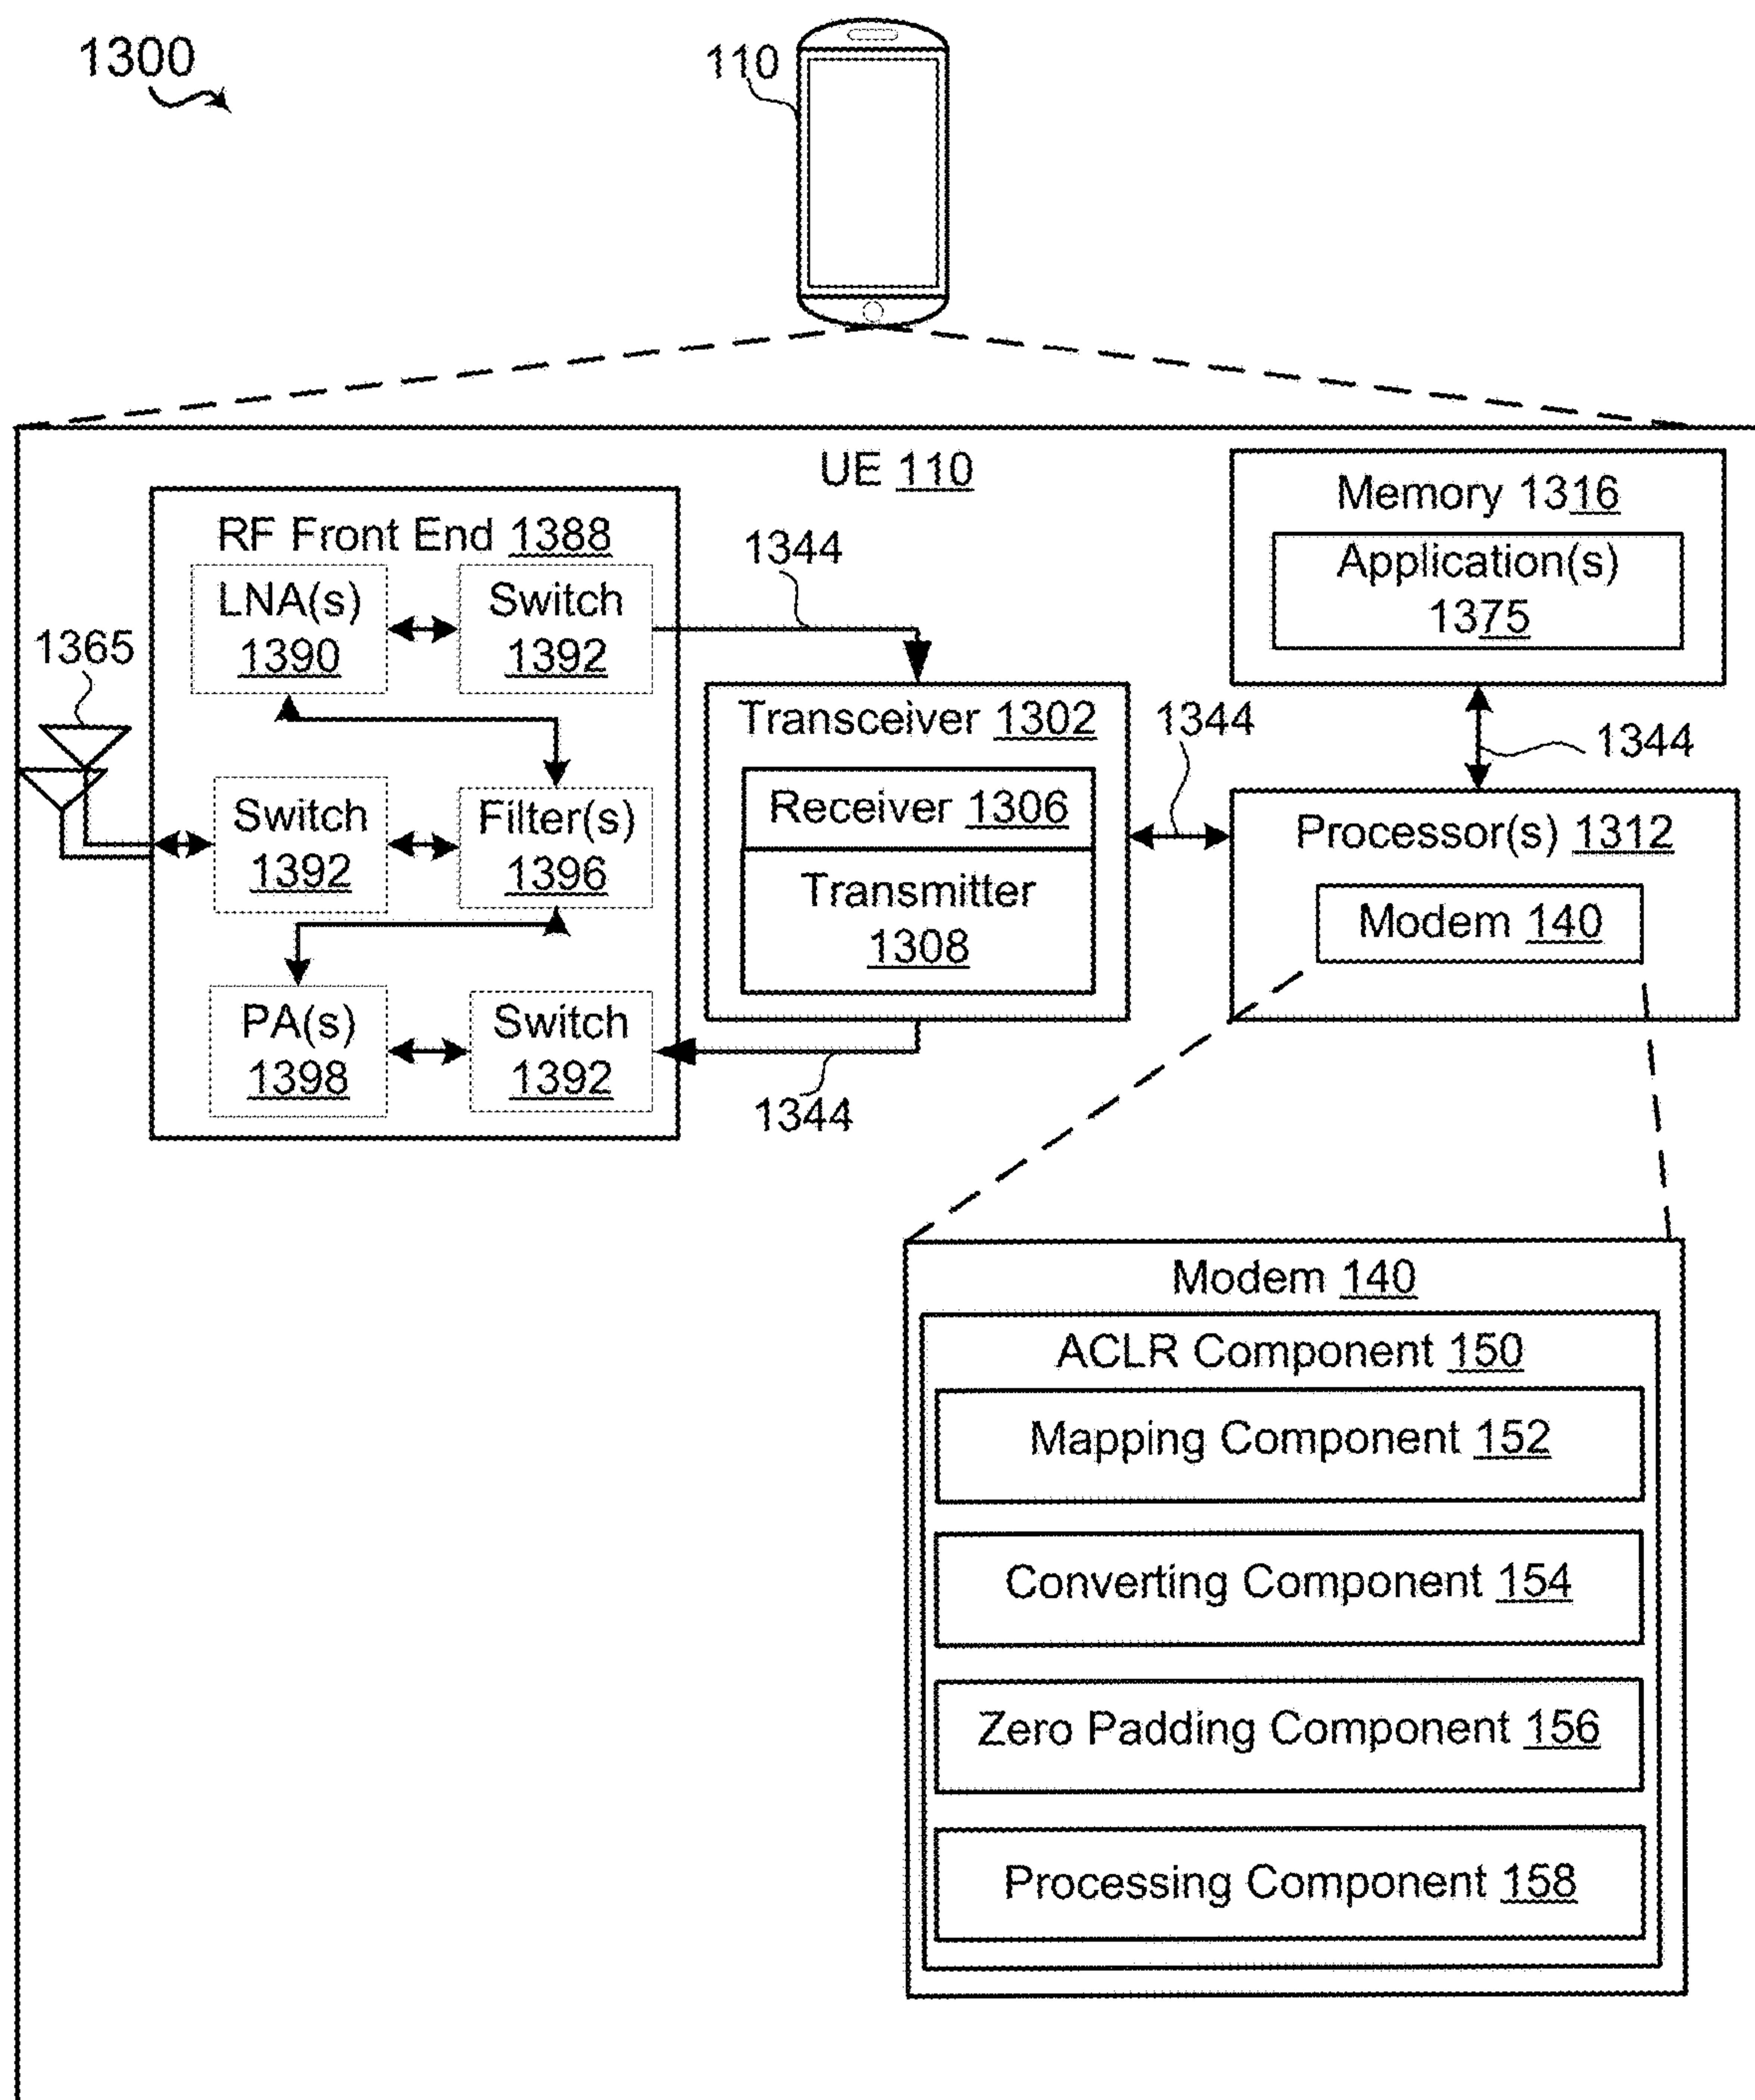 1300
110
UE 110
RF Front End 1388
LNA(s)
1390
Switch
1392
1344
1365
Switch
1392
Filter(s)
1396
PA(s)
1398
Switch
1392
1344
Transceiver 1302
Receiver 1306
Transmitter
1308
1344
Memory 1316
Application(s)
1375
1344
Processor(s) 1312
Modem 140
Modem 140
ACLR Component 150
Mapping Component 152
Converting Component 154
Zero Padding Component 156
Processing Component 158